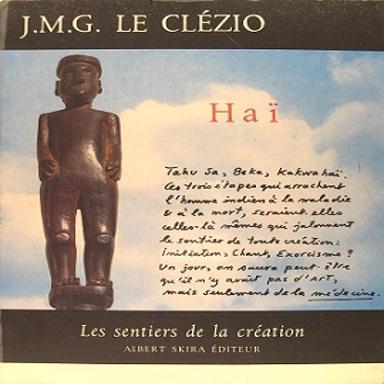 J.M.G. LE CLÉZIO
Haï
Tahu Sa, Beka, Kakwahaï.
Ces trois étapes qui arrachent
l'homme indien à la maladie
& à la mort, seraient-elles
celles-là mêmes qui jalonnent
le sentier de toute création :
initiation, Chant, Exorcisme ?
Un jour, on saura peut-être
qu'il n'y avait pas d'art,
mais seulement de la médecine.
Les sentiers de la création
ALBERT SKIRA ÉDITEUR